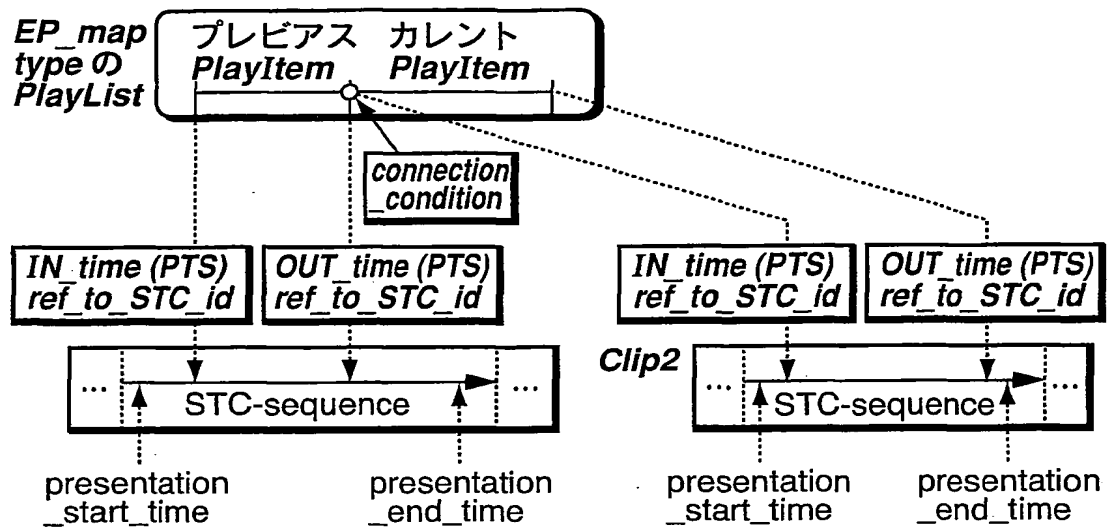 EP_map
type の
PlayList
プレビアス カレント
PlayItem PlayItem
connection
_condition
IN_time (PTS)
ref_to_STC_id
OUT_time (PTS)
ref_to_STC_id
IN_time (PTS)
ref_to_STC_id
OUT_time (PTS)
ref_to_STC_id
... STC-sequence ...
Clip2
... STC-sequence ...
presentation
_start_time
presentation
_end_time
presentation
_start_time
presentation
_end_time